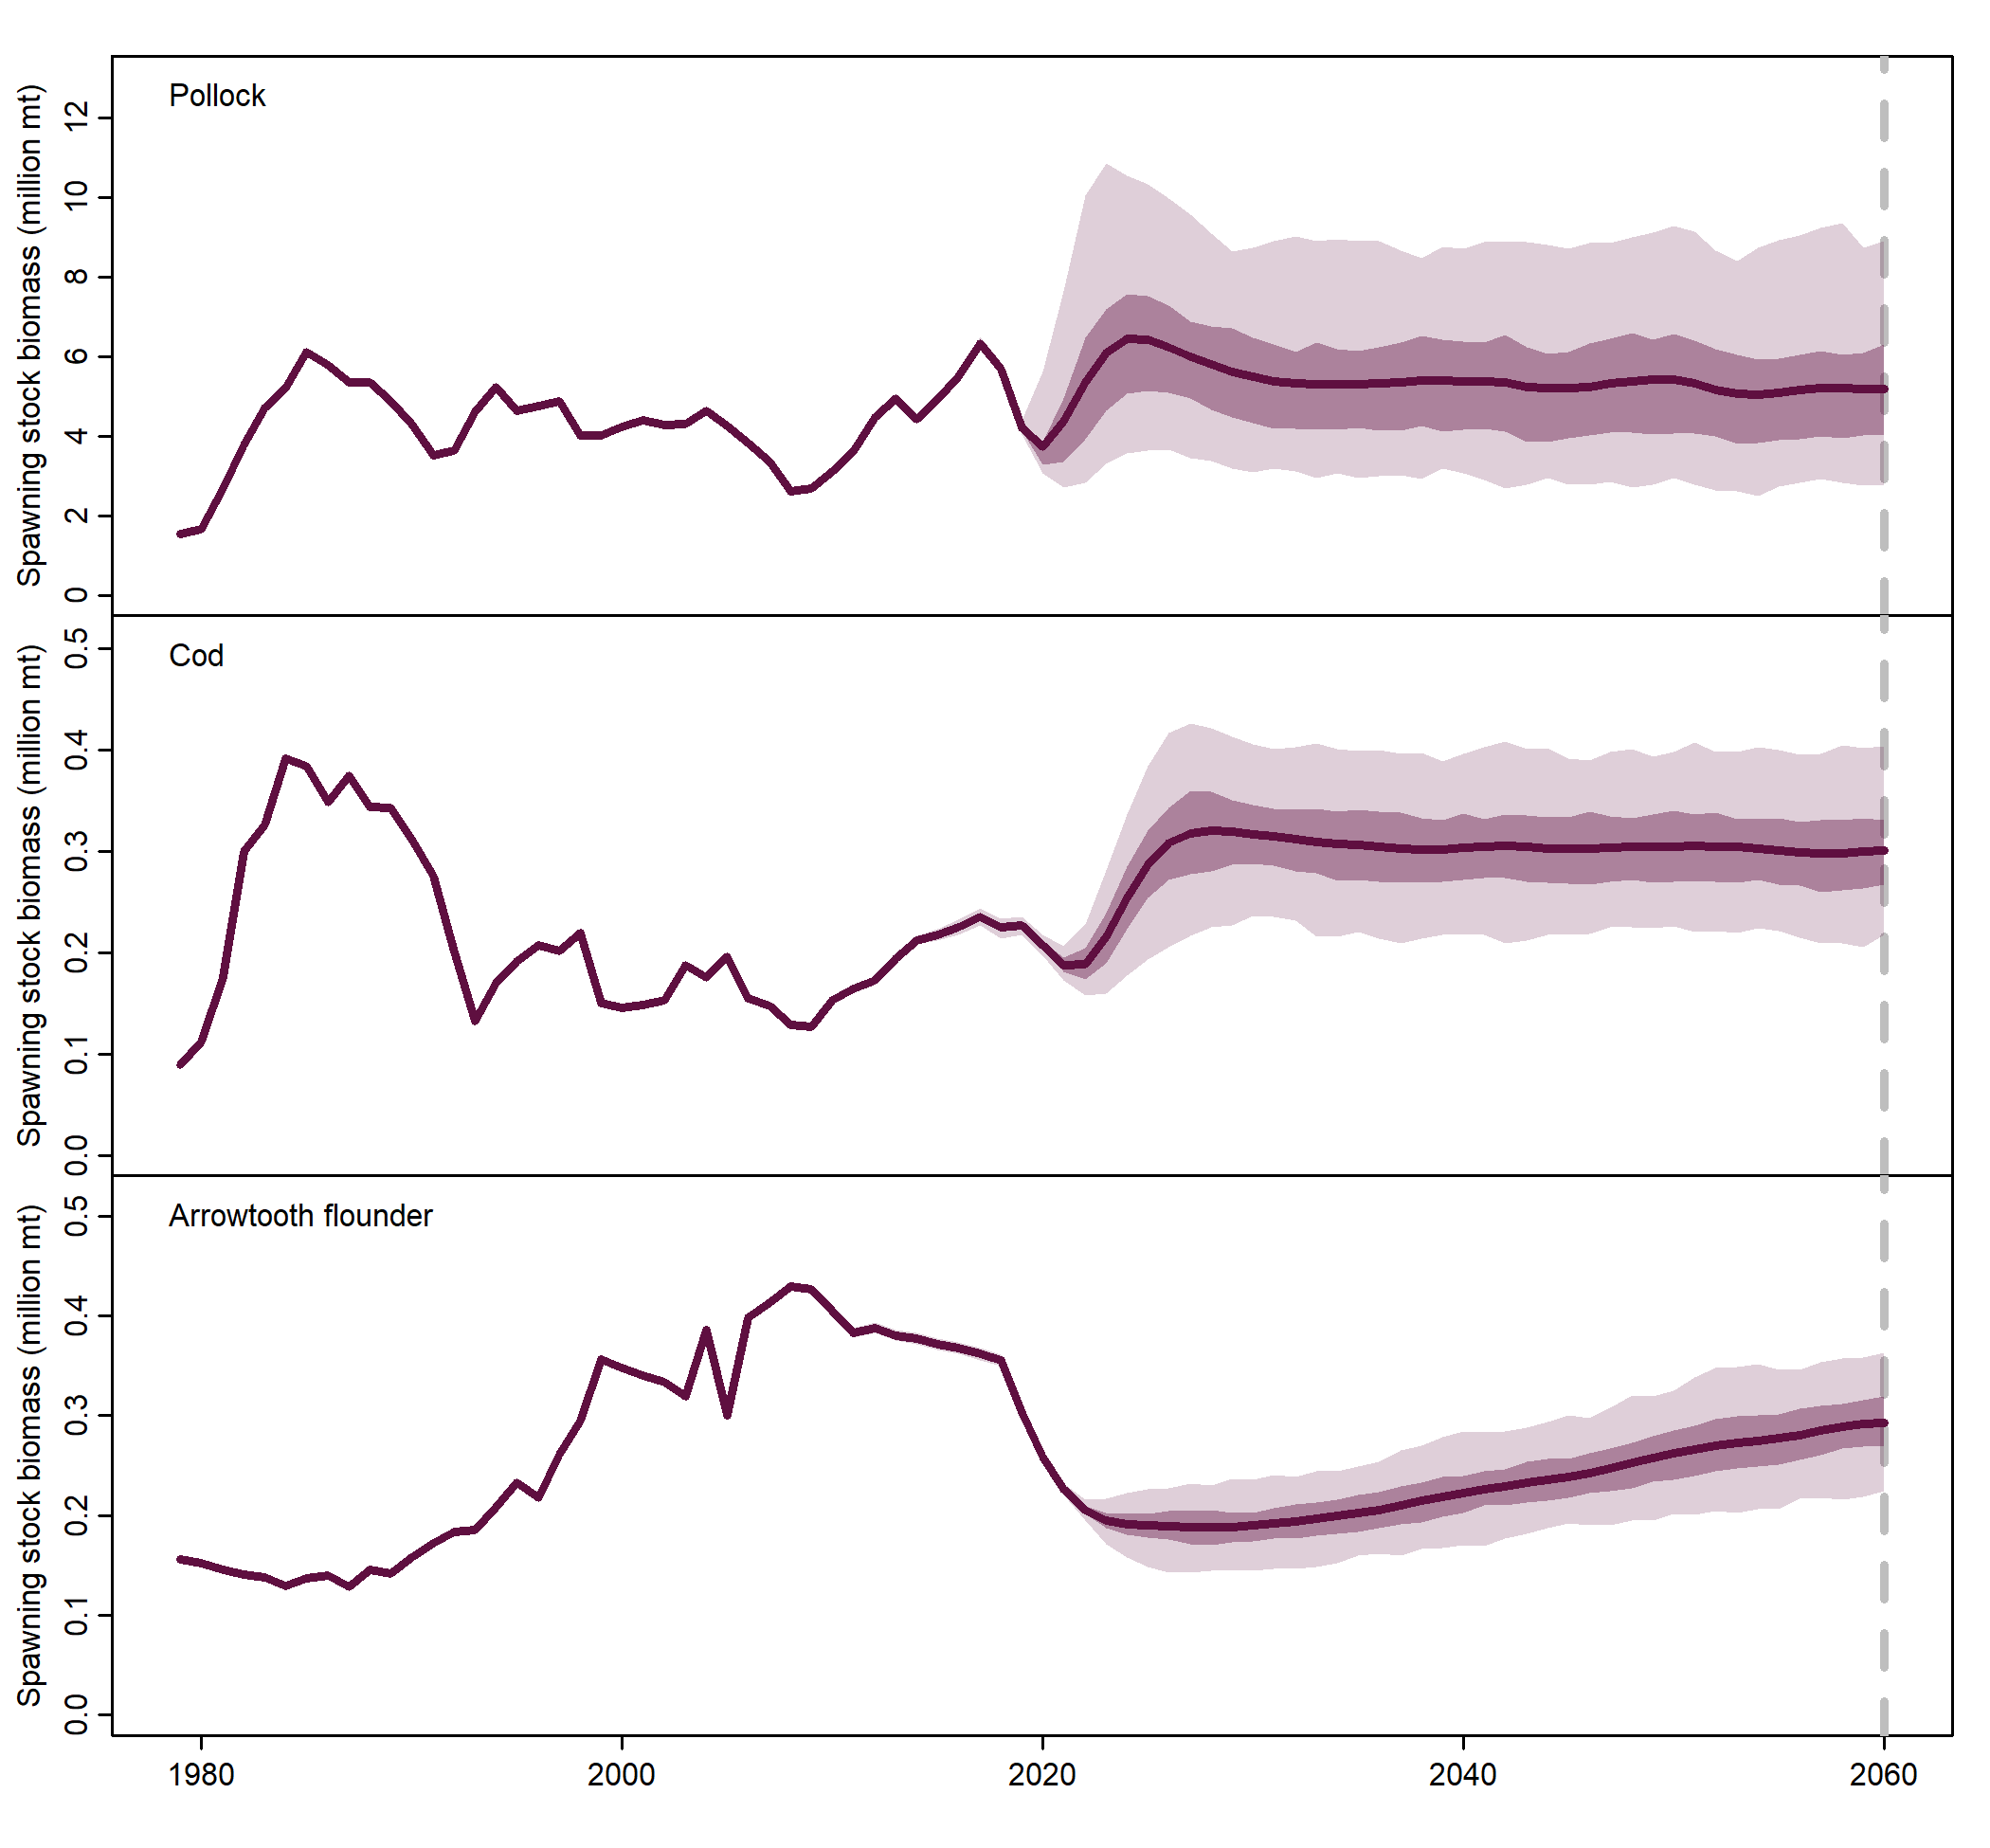 Pollock
Spawning stock biomass (million mt)
12
10
8
6
4
2
0
Cod
Spawning stock biomass (million mt)
0.5
0.4
0.3
0.2
0.1
0.0
Arrowtooth flounder
Spawning stock biomass (million mt)
0.5
0.4
0.3
0.2
0.1
0.0
1980 2000 2020 2040 2060